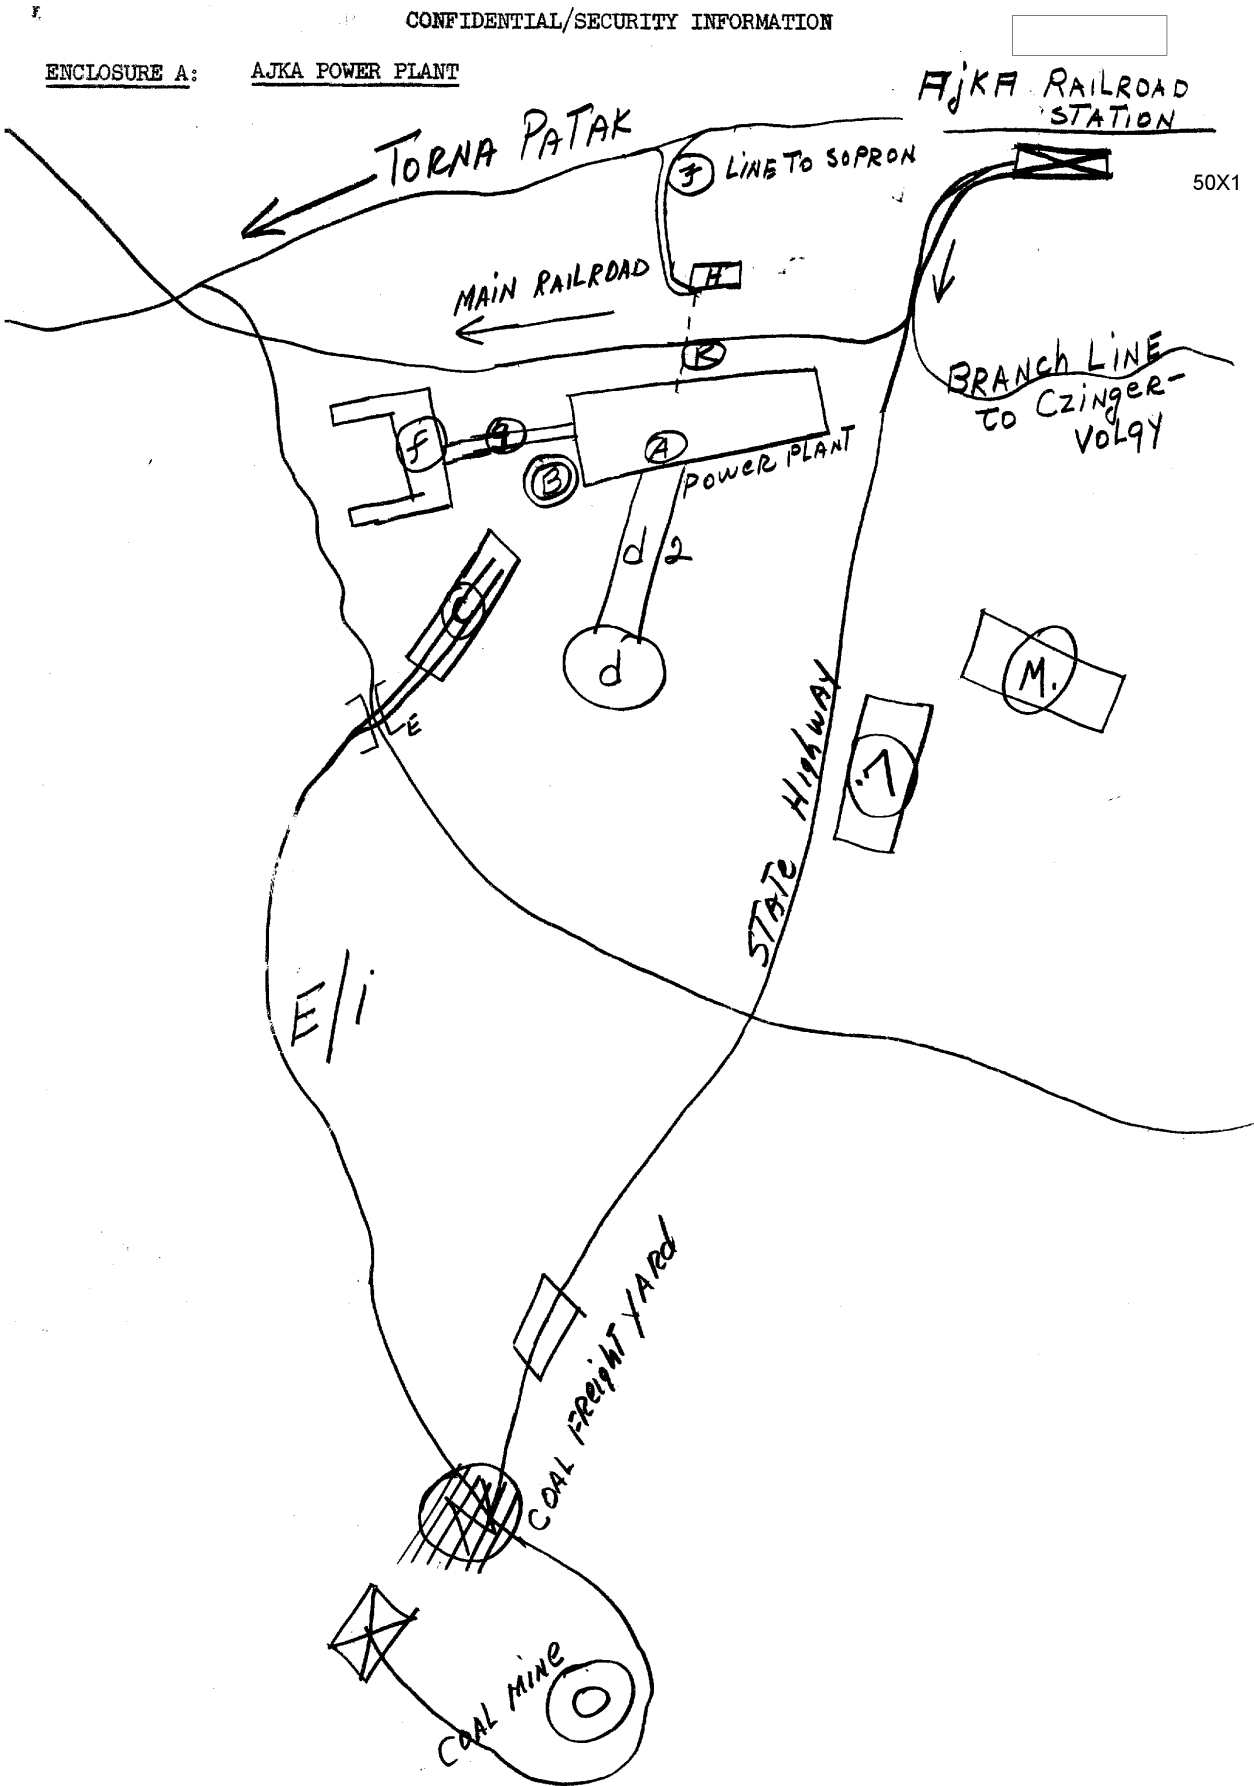 CONFIDENTIAL/SECURITY INFORMATION
ENCLOSURE A: AJKA POWER PLANT
AjKA RAILROAD
STATION
50X1
TORNA PATAK
LINE TO SOPRON
H
MAIN RAILROAD
K
BRANCh LINE
to Czinger-
Volgy
f
g
A
B
POWER PLANT
d 2
C
d
M.
E
STATe HighwAY
E/i
COAL FReighT YARd
COAL MINe